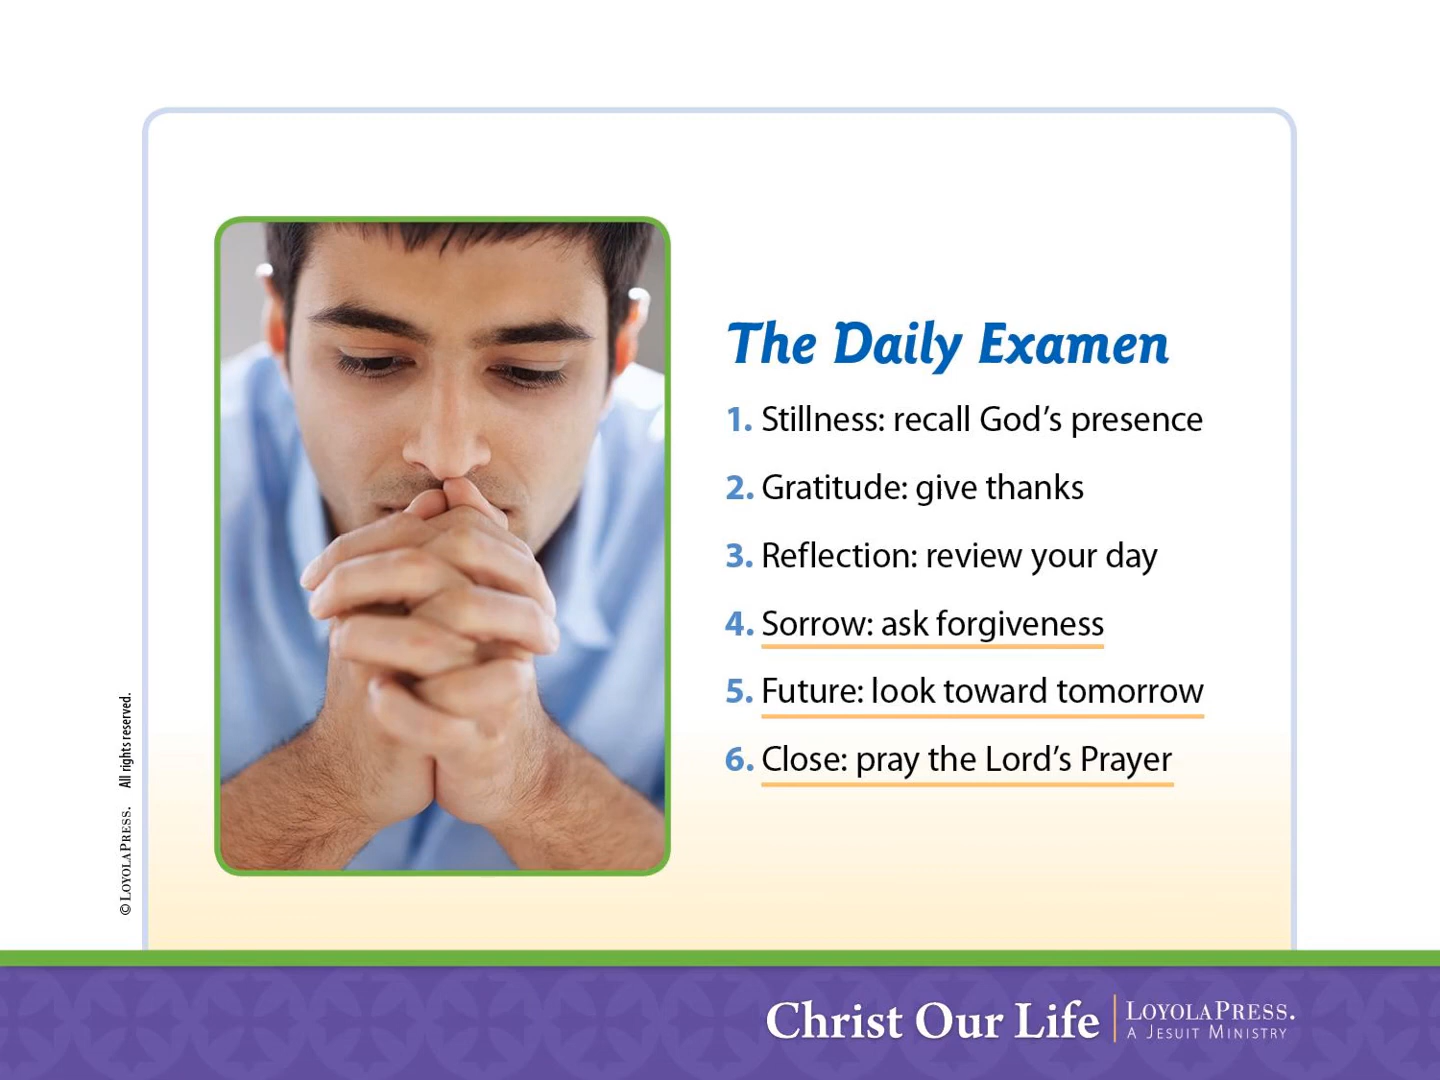 The Daily Examen
1. Stillness: recall God’s presence
2. Gratitude: give thanks
3. Reflection: review your day
4. Sorrow: ask forgiveness
5. Future: look toward tomorrow
6. Close: pray the Lord’s Prayer
© LOYOLAPRESS. All rights reserved.
Christ Our Life
LOYOLAPRESS.
A JESUIT MINISTRY